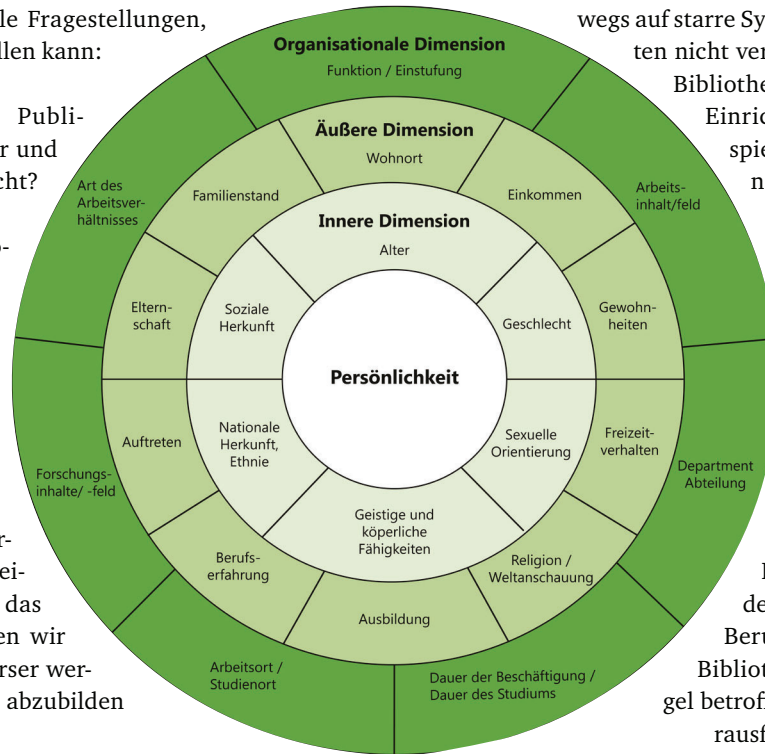 le Fragestellungen,
llen kann:
Publi-
r und
cht?
o-
r-
ei-
das
en wir
rser wer-
abzubilden
wegs auf starre Sy
ten nicht ver
Bibliothe
Einric
spie
n
de
Beru
Bibliot
gel betroff
rausf
Organisationale Dimension
Funktion / Einstufung
Arbeits-
inhalt/feld
Department
Abteilung
Dauer der Beschäftigung /
Dauer des Studiums
Arbeitsort /
Studienort
Forschungs-
inhalte/ -feld
Art des
Arbeitsver-
hältnisses
Äußere Dimension
Wohnort
Einkommen
Gewohn-
heiten
Freizeit-
verhalten
Religion /
Weltanschauung
Ausbildung
Berufs-
erfahrung
Auftreten
Eltern-
schaft
Familienstand
Innere Dimension
Alter
Geschlecht
Sexuelle
Orientierung
Geistige und
köperliche
Fähigkeiten
Nationale
Herkunft,
Ethnie
Soziale
Herkunft
Persönlichkeit